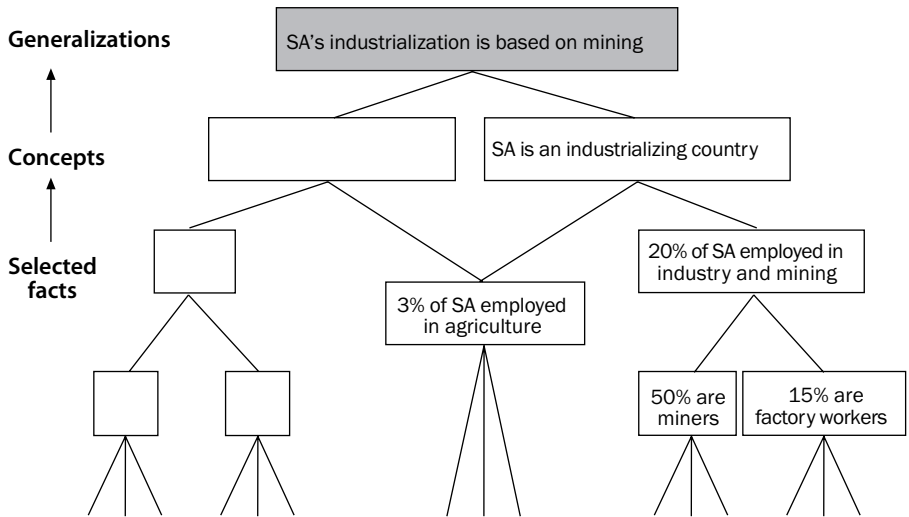 Generalizations
SA's industrialization is based on mining
Concepts
SA is an industrializing country
Selected
facts
20% of SA employed in
industry and mining
3% of SA employed
in agriculture
50% are
miners
15% are
factory workers